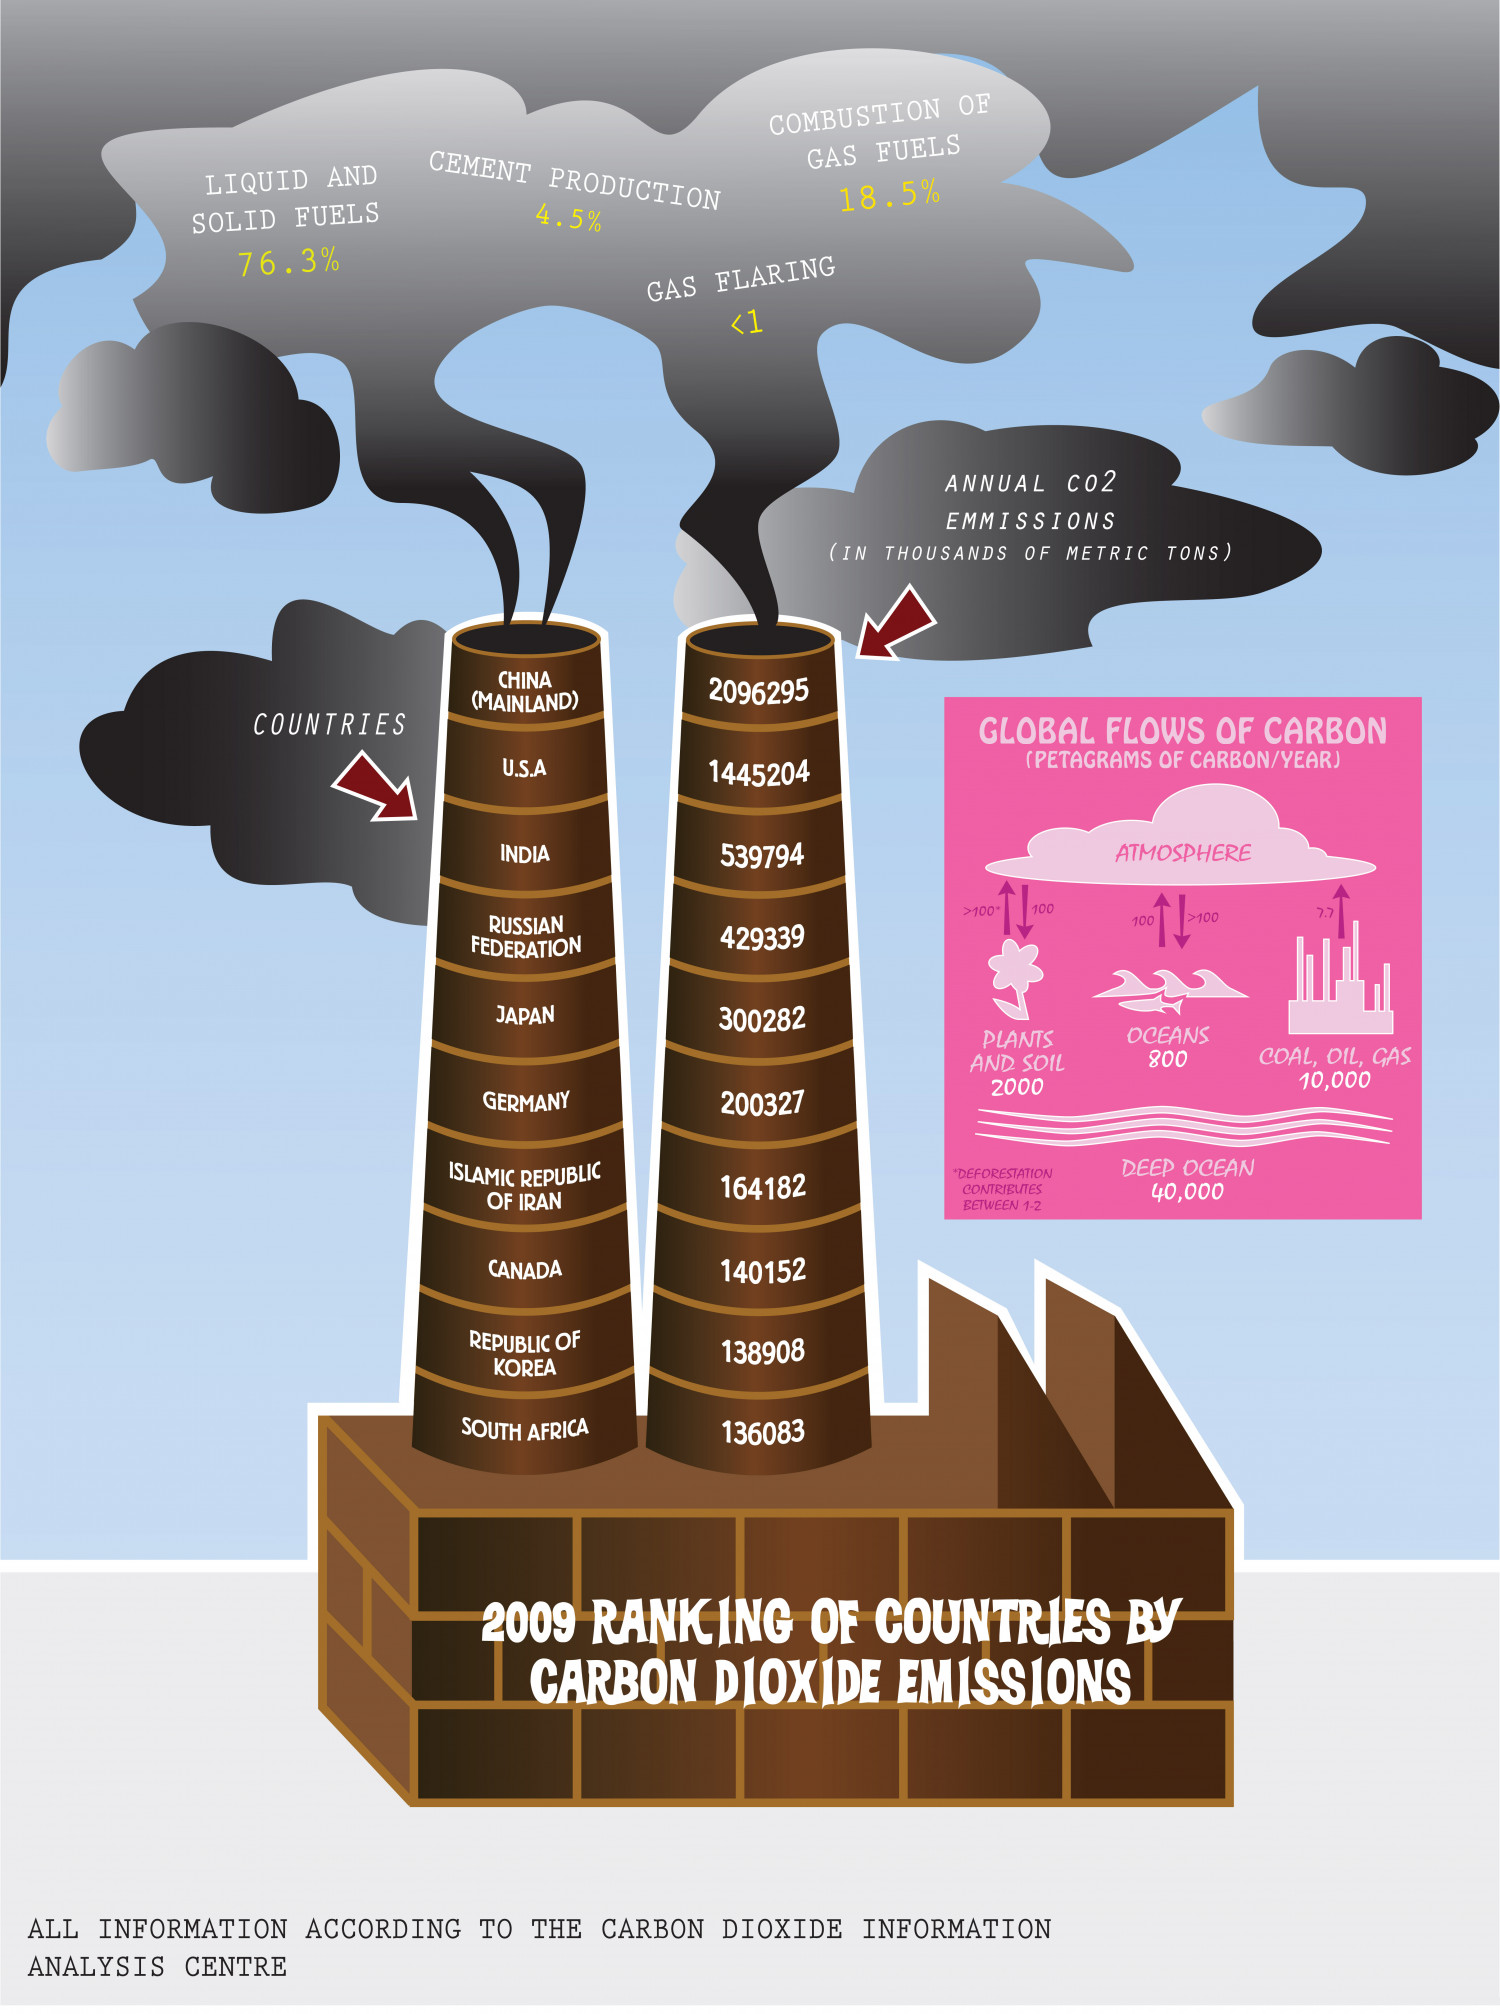 LIQUID AND
SOLID FUELS
76.3%
CEMENT PRODUCTION
4.5%
COMBUSTION OF
GAS FUELS
18.5%
GAS FLARING
<1
ANNUAL CO2
EMMISSIONS
(IN THOUSANDS OF METRIC TONS)
COUNTRIES
CHINA
(MAINLAND)
2096295
U.S.A
1445204
INDIA
539794
RUSSIAN
FEDERATION
429339
JAPAN
300282
GERMANY
200327
ISLAMIC REPUBLIC
OF IRAN
164182
CANADA
140152
REPUBLIC OF
KOREA
138908
SOUTH AFRICA
136083
GLOBAL FLOWS OF CARBON
(PETAGRAMS OF CARBON/YEAR)
ATMOSPHERE
>100*
100
100
>100
7.7
PLANTS
AND SOIL
2000
OCEANS
800
COAL, OIL, GAS
10,000
DEEP OCEAN
40,000
*DEFORESTATION
CONTRIBUTES
BETWEEN 1-2
2009 RANKING OF COUNTRIES BY
CARBON DIOXIDE EMISSIONS
ALL INFORMATION ACCORDING TO THE CARBON DIOXIDE INFORMATION
ANALYSIS CENTRE